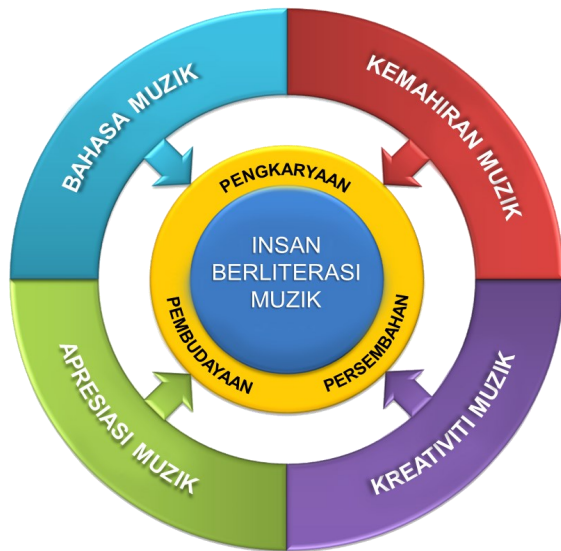 BAHASA MUZIK
KEMAHIRAN MUZIK
PENGKARYAAN
INSAN
BERLITERASI
MUZIK
PEMBUDAYAAN
PERSEMBAHAN
APRESIASI MUZIK
KREATIVITI MUZIK